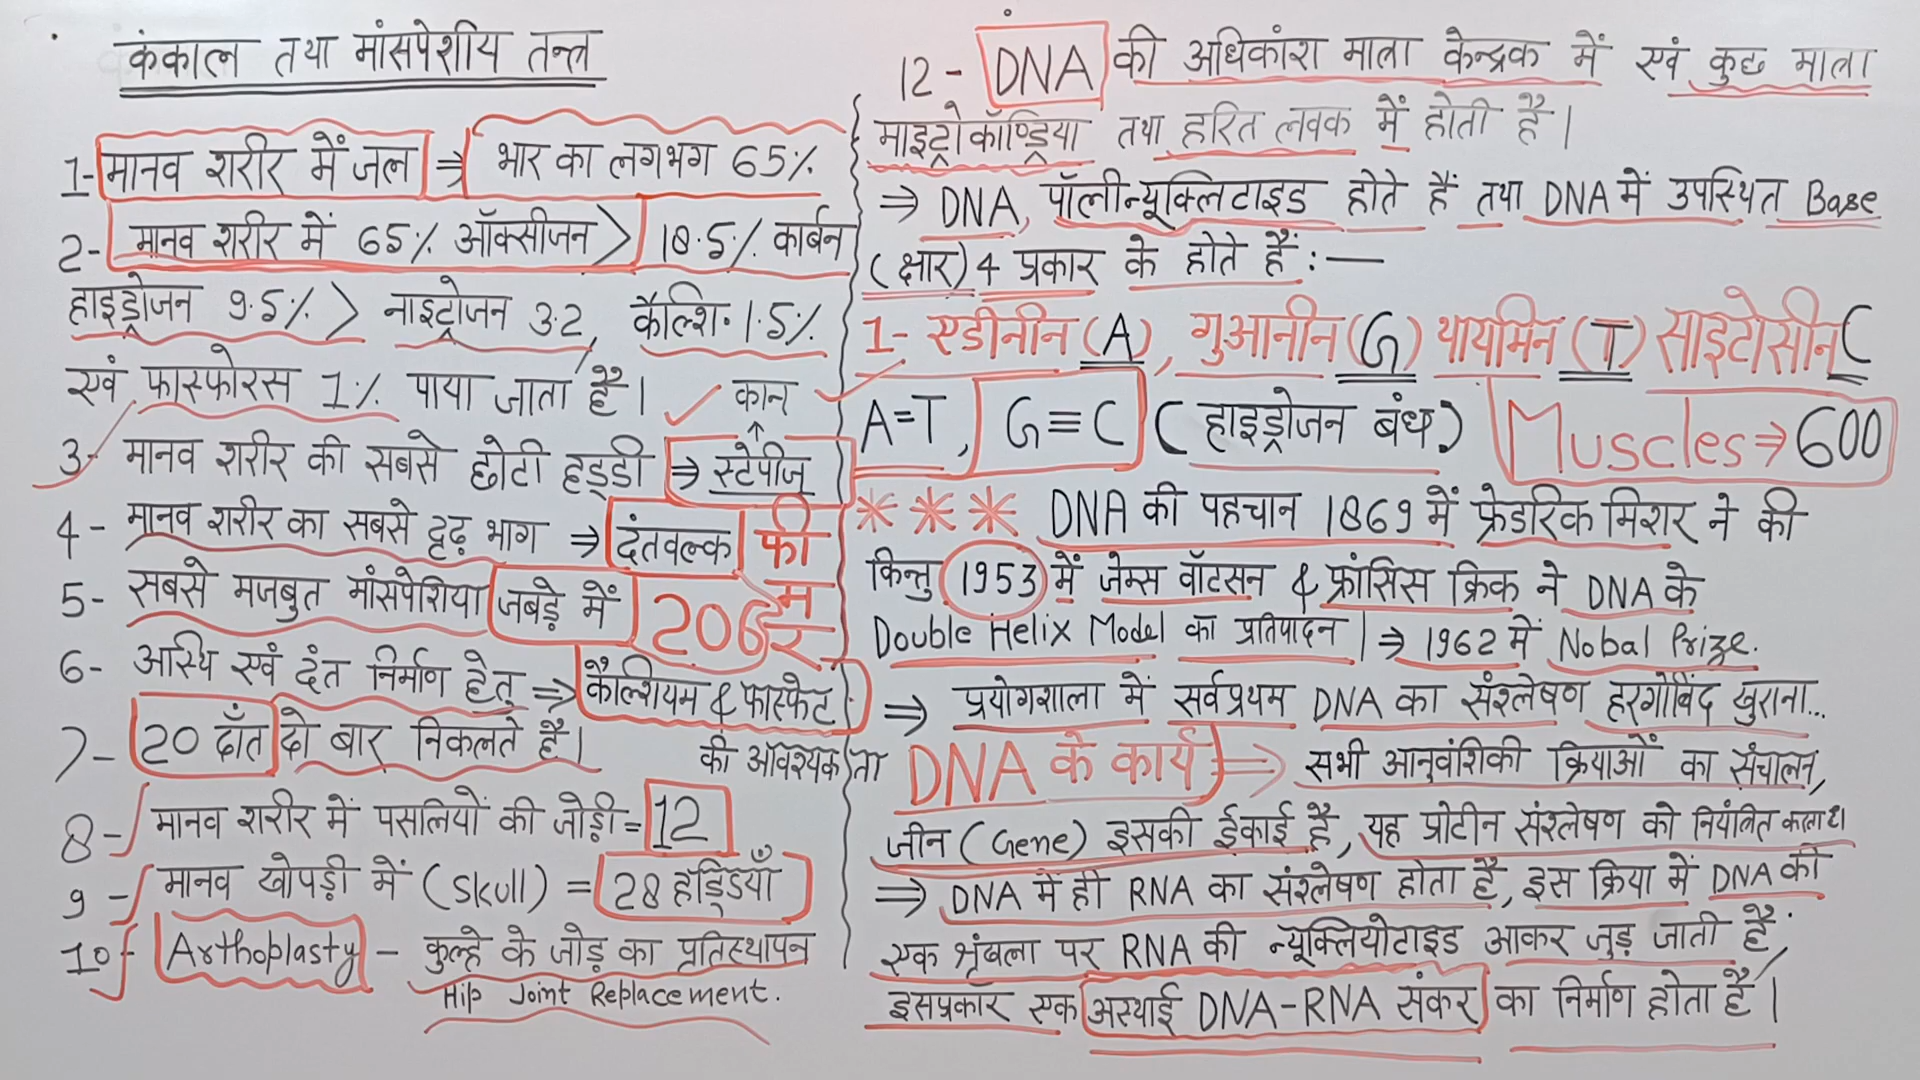 कंकाल तथा मांसपेशीय तन्त्र
1- मानव शरीर में जल ⇒ भार का लगभग 65%
2- मानव शरीर में 65% ऑक्सीजन > 18.5% कार्बन
हाइड्रोजन 9.5% > नाइट्रोजन 3.2, कैल्शि. 1.5%
एवं फास्फोरस 1% पाया जाता है।
कान
↑
3- मानव शरीर की सबसे छोटी हड्डी ⇒ स्टेपीज
4- मानव शरीर का सबसे दृढ़ भाग ⇒ दंतवल्क
फीमर
5- सबसे मजबुत मांसपेशिया जबड़े में
206
6- अस्थि एवं दंत निर्माण हेतु ⇒ कैल्शियम & फास्फेट
की आवश्यकता
7- 20 दाँत दो बार निकलते हैं।
8- मानव शरीर में पसलियों की जोड़ी = 12
9- मानव खोपड़ी में (Skull) = 28 हड्डियाँ
10- Arthoplasty - कुल्हे के जोड़ का प्रतिस्थापन
Hip Joint Replacement.
12- DNA की अधिकांश मात्रा केन्द्रक में एवं कुछ मात्रा
माइट्रोकॉण्ड्रिया तथा हरित लवक में होती है।
⇒ DNA, पॉलीन्यूक्लिटाइड होते हैं तथा DNA में उपस्थित Base
(क्षार) 4 प्रकार के होते हैं :—
1- एडीनीन (A), गुआनीन (G) थायमिन (T) साइटोसीन C
A=T, G≡C (हाइड्रोजन बंध)
Muscles ⇒ 600
*** DNA की पहचान 1869 में फ्रेडरिक मिशर ने की
किन्तु 1953 में जेम्स वॉटसन & फ्रांसिस क्रिक ने DNA के
Double Helix Model का प्रतिपादन | ⇒ 1962 में Nobal Prize.
⇒ प्रयोगशाला में सर्वप्रथम DNA का संश्लेषण हरगोविंद खुराना...
DNA के कार्य ⇒ सभी आनुवंशिकी क्रियाओं का संचालन,
जीन (Gene) इसकी ईकाई है, यह प्रोटीन संश्लेषण को नियंत्रित करता है।
⇒ DNA में ही RNA का संश्लेषण होता है, इस क्रिया में DNA की
एक श्रृंखला पर RNA की न्यूक्लियोटाइड आकर जुड़ जाती है,
इसप्रकार एक अस्थाई DNA-RNA संकर का निर्माण होता है।